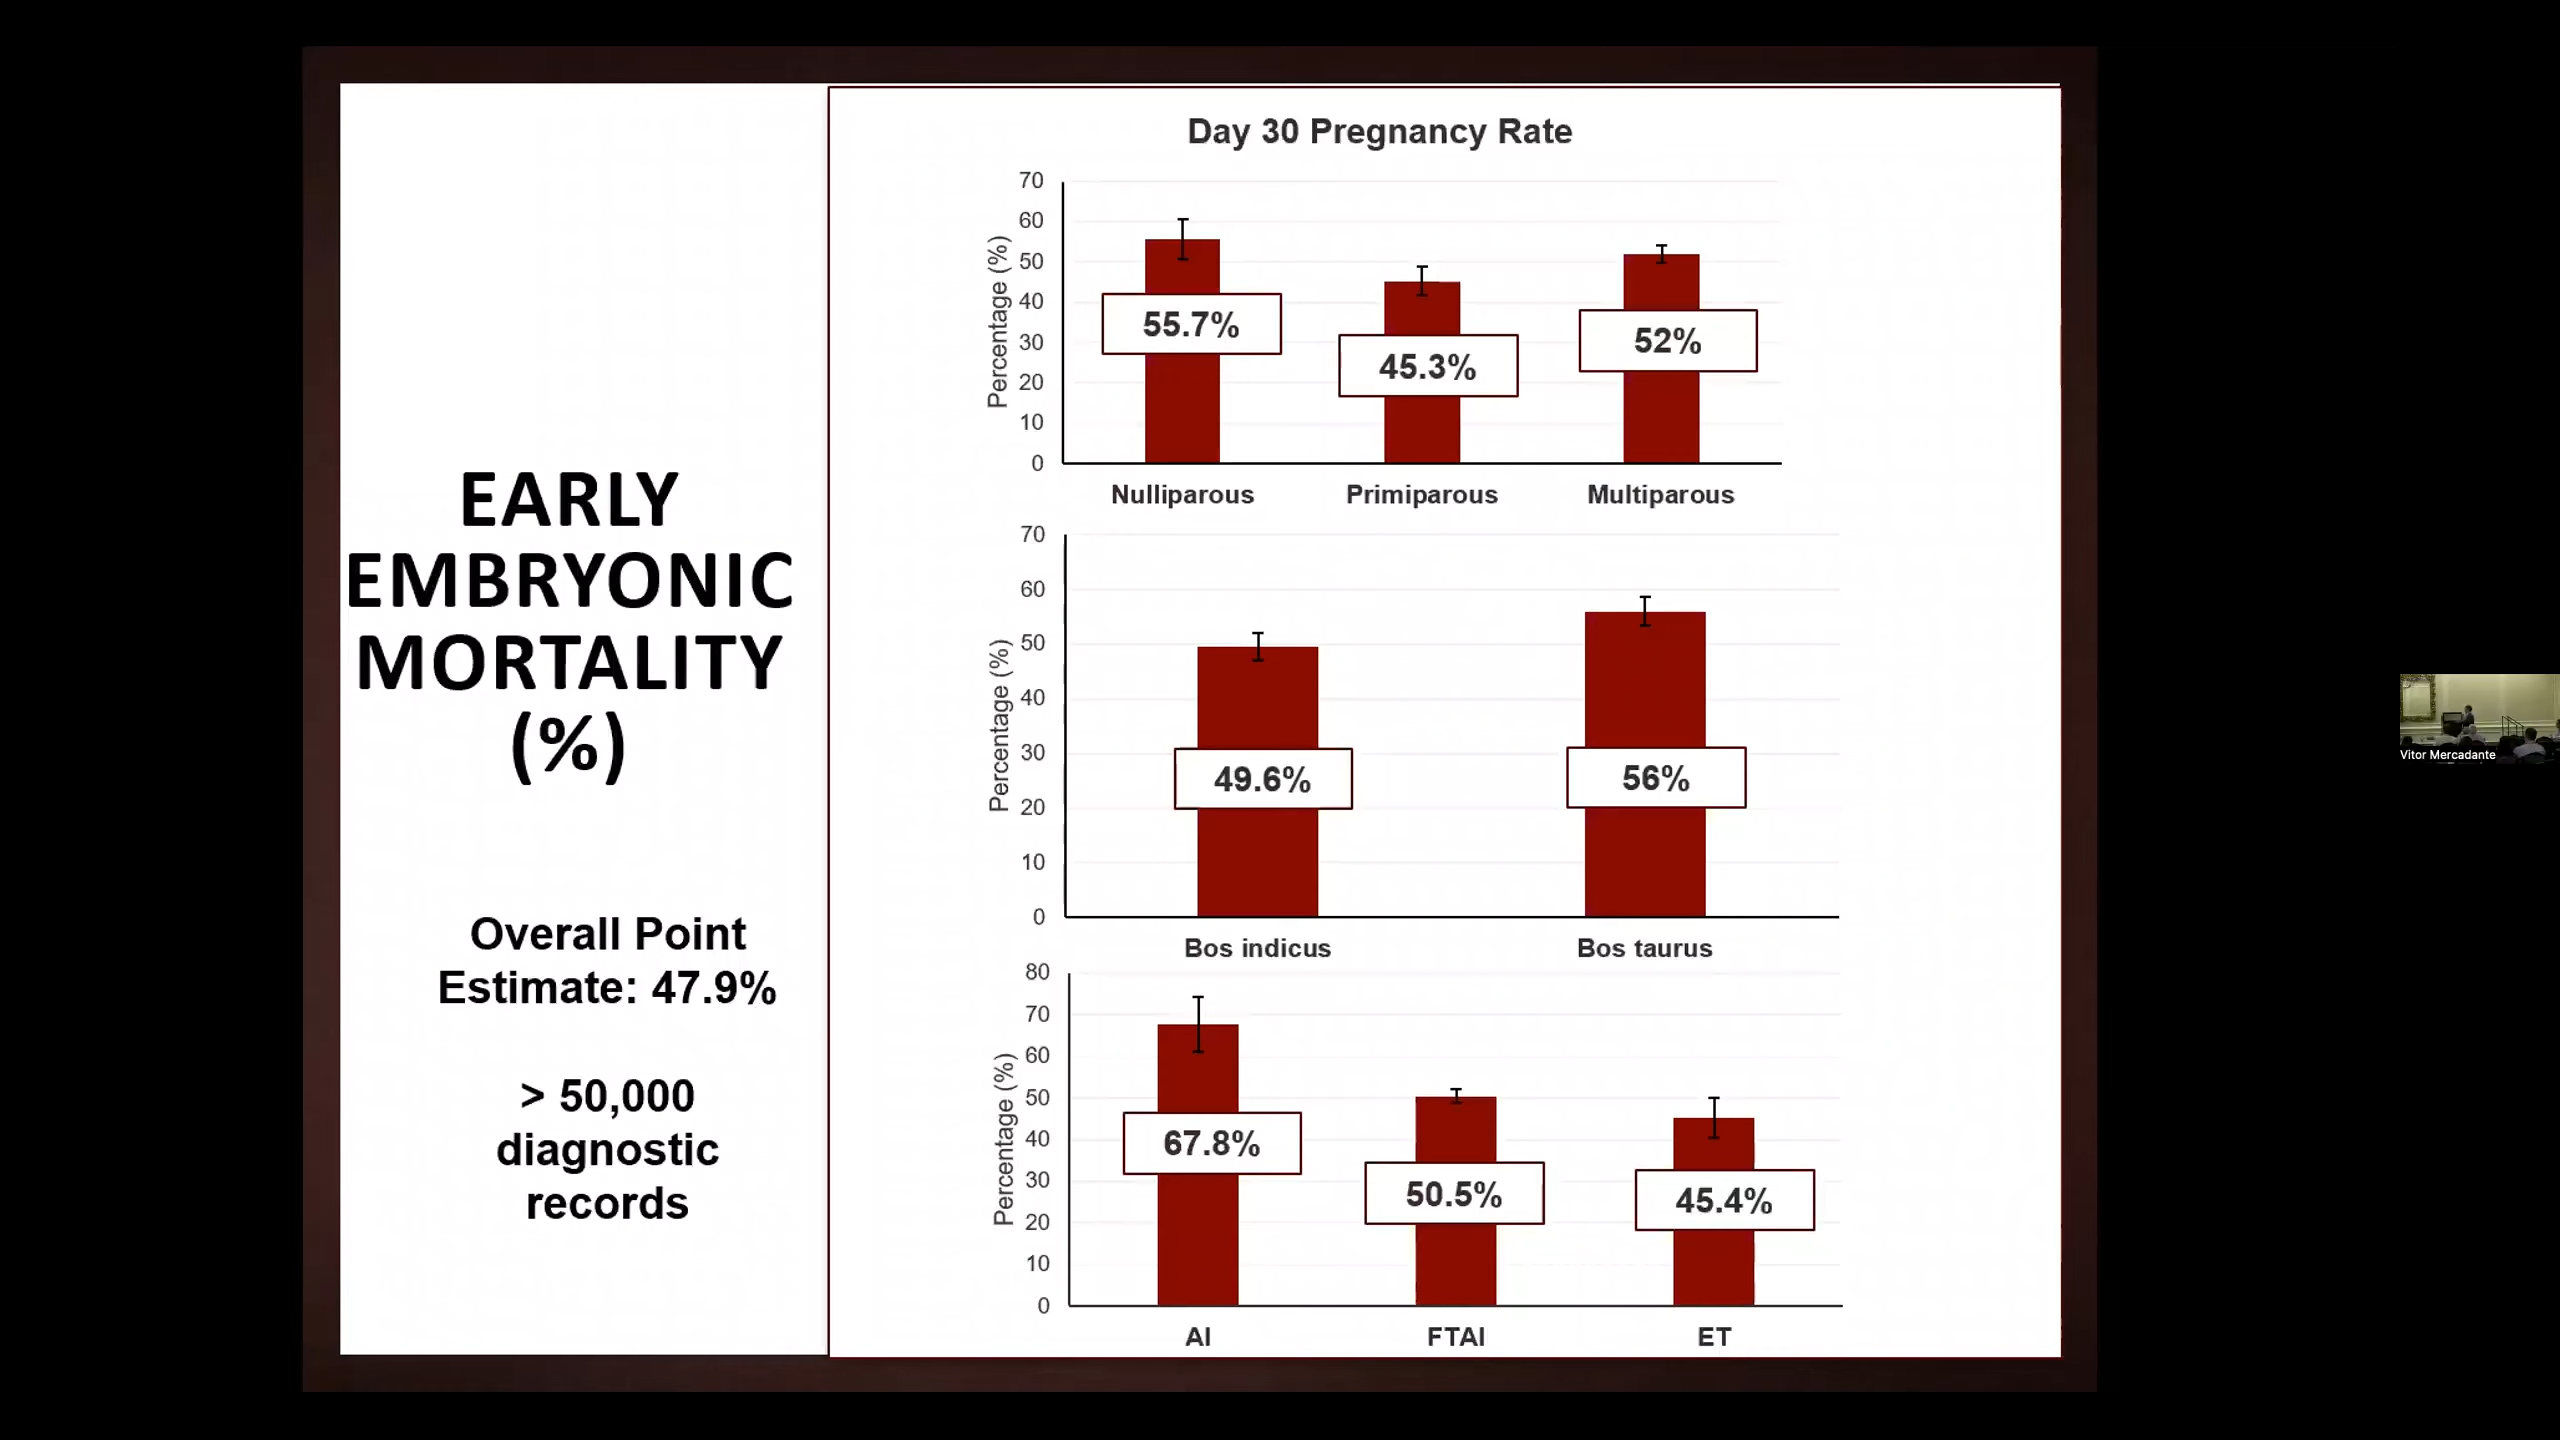 EARLY
EMBRYONIC
MORTALITY
(%)
Overall Point
Estimate: 47.9%
> 50,000
diagnostic
records
Day 30 Pregnancy Rate
Percentage (%)
70
60
50
40
30
20
10
0
55.7%
45.3%
52%
Nulliparous Primiparous Multiparous
Percentage (%)
70
60
50
40
30
20
10
0
49.6%
56%
Bos indicus Bos taurus
Percentage (%)
80
70
60
50
40
30
20
10
0
67.8%
50.5%
45.4%
AI FTAI ET
Vitor Mercadante